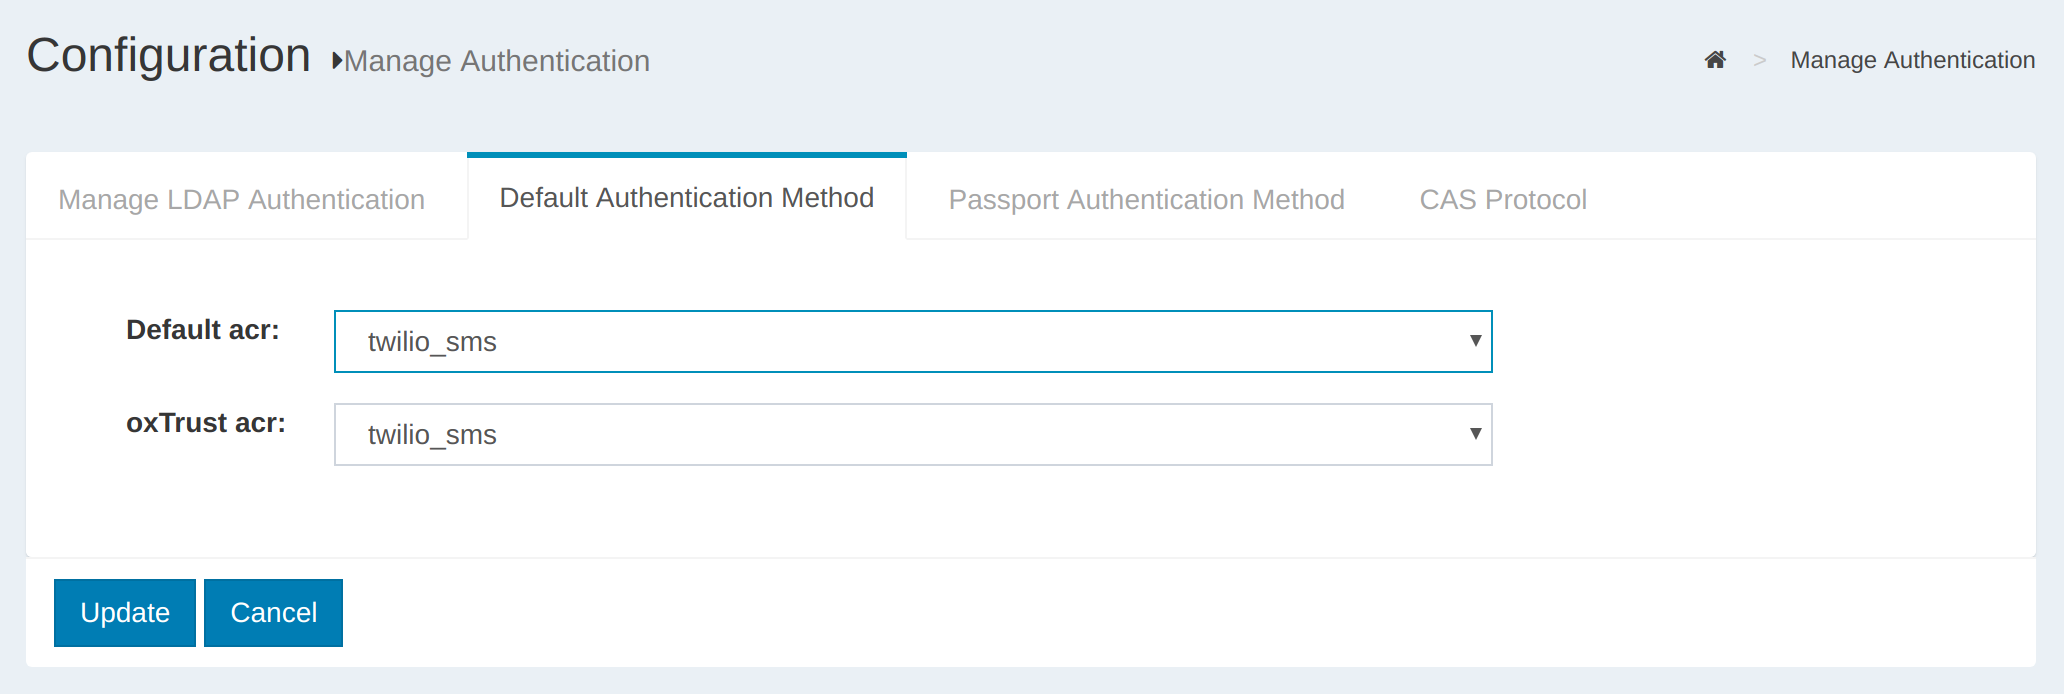 Configuration Manage Authentication
> Manage Authentication
Manage LDAP Authentication
Default Authentication Method
Passport Authentication Method
CAS Protocol
Default acr:
twilio_sms
oxTrust acr:
twilio_sms
Update
Cancel